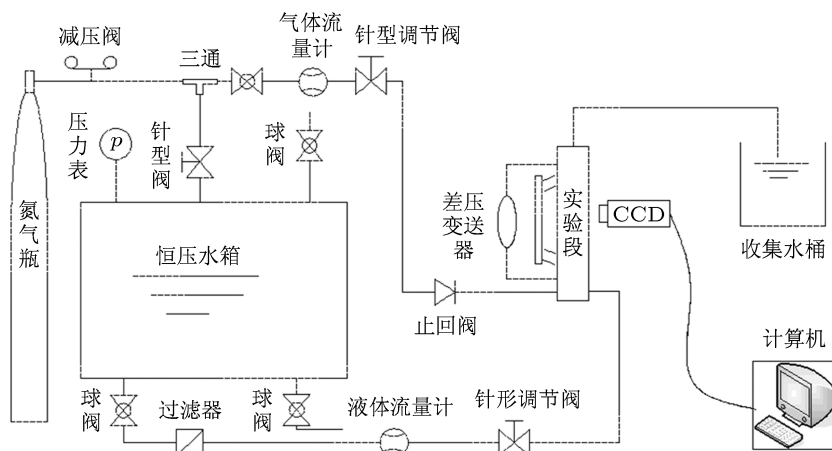 减压阀
三通
气体流
量计
针型调节阀
压
力
表
p
针
型
阀
球
阀
氮
气
瓶
恒压水箱
差压
变送
器
实
验
段
CCD
收集水桶
止回阀
计算机
球
阀
过滤器
球
阀
液体流量计
针形调节阀